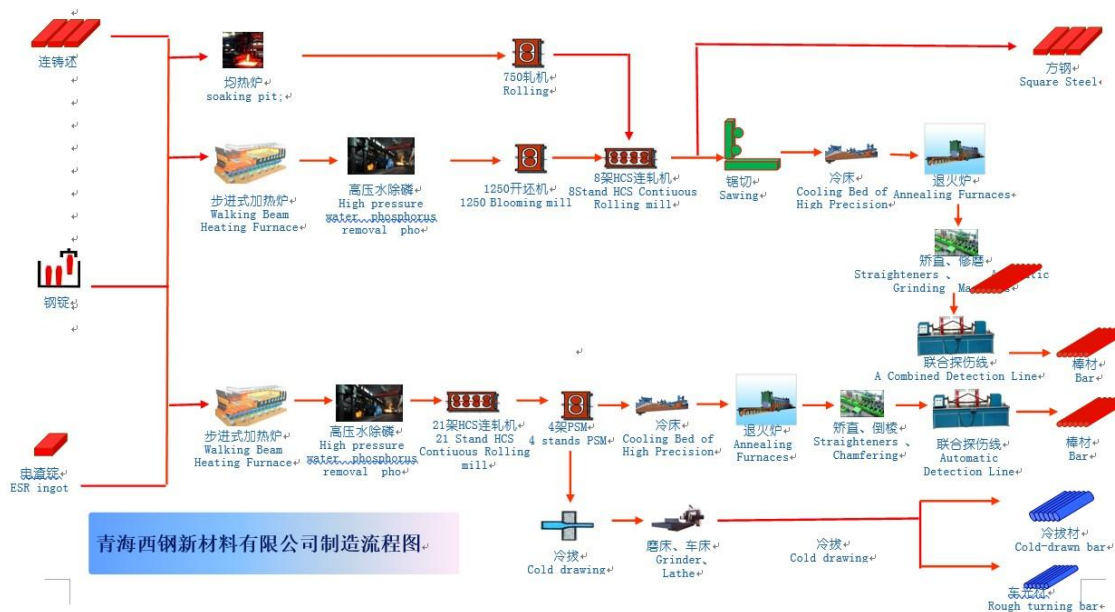 连铸坯
均热炉
soaking pit;
750轧机
Rolling
方钢
Square Steel
步进式加热炉
Walking Beam
Heating Furnace
高压水除磷
High pressure
water, phosphorus
removal pho
1250开坯机
1250 Blooming mill
8架HCS连轧机
8Stand HCS Contiuous
Rolling mill
锯切
Sawing
冷床
Cooling Bed of
High Precision
退火炉
Annealing Furnaces
矫直、修磨
Straighteners 、
Grinding
钢锭
联合探伤线
A Combined Detection Line
棒材
Bar
步进式加热炉
Walking Beam
Heating Furnace
高压水除磷
High pressure
water, phosphorus
removal pho
21架HCS连轧机
21 Stand HCS
Contiuous Rolling
mill
4架PSM
4 stands PSM
冷床
Cooling Bed of
High Precision
退火炉
Annealing
Furnaces
矫直、倒棱
Straighteners 、
Chamfering
联合探伤线
Automatic
Detection Line
棒材
Bar
电渣锭
ESR ingot
青海西钢新材料有限公司制造流程图
冷拔
Cold drawing
磨床、车床
Grinder、
Lathe
冷拔
Cold drawing
冷拔材
Cold-drawn bar
车光材
Rough turning bar